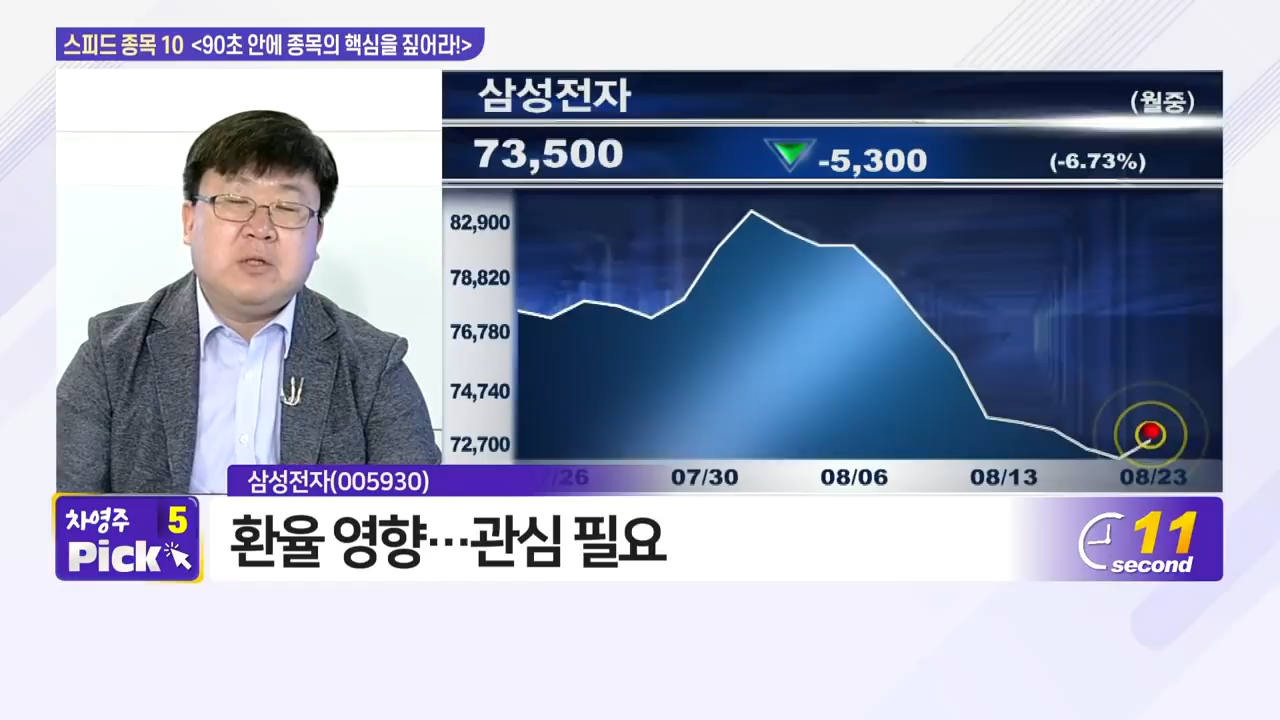 스피드 종목 10 <90초 안에 종목의 핵심을 짚어라!>
삼성전자 (월중)
73,500 -5,300 (-6.73%)
82,900
78,820
76,780
74,740
72,700
/26 07/30 08/06 08/13 08/23
삼성전자(005930)
차영주 5
Pick
환율 영향…관심 필요
11
second